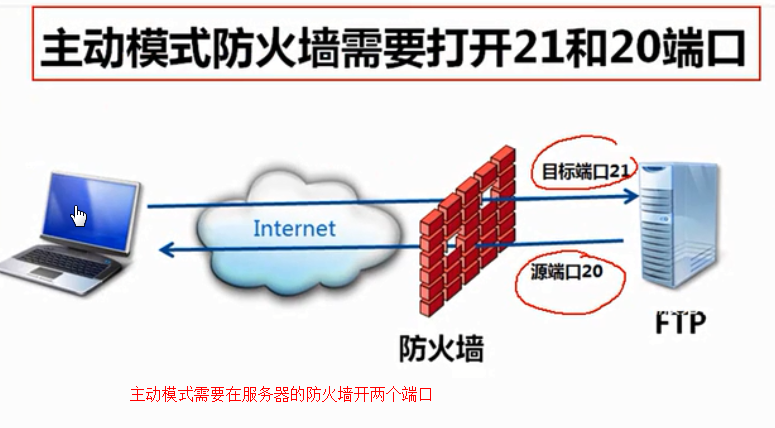 主动模式防火墙需要打开21和20端口
目标端口21
Internet
源端口20
FTP
防火墙
主动模式需要在服务器的防火墙开两个端口